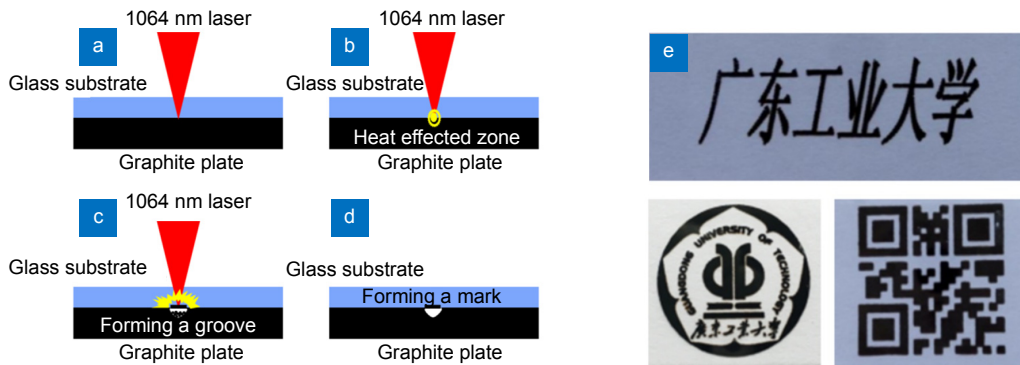 1064 nm laser
a
Glass substrate
Graphite plate
1064 nm laser
b
Glass substrate
Heat effected zone
Graphite plate
1064 nm laser
c
Glass substrate
Forming a groove
Graphite plate
d
Glass substrate
Forming a mark
Graphite plate
e
广东工业大学
GUANGDONG UNIVERSITY OF TECHNOLOGY
广东工业大学